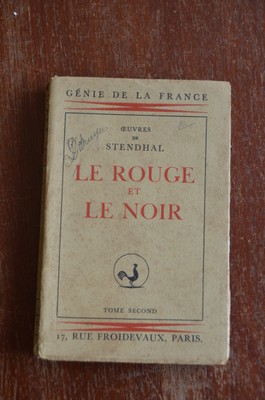 GÉNIE DE LA FRANCE
ŒUVRES
DE
STENDHAL
LE ROUGE
ET
LE NOIR
TOME SECOND
17, RUE FROIDEVAUX, PARIS.